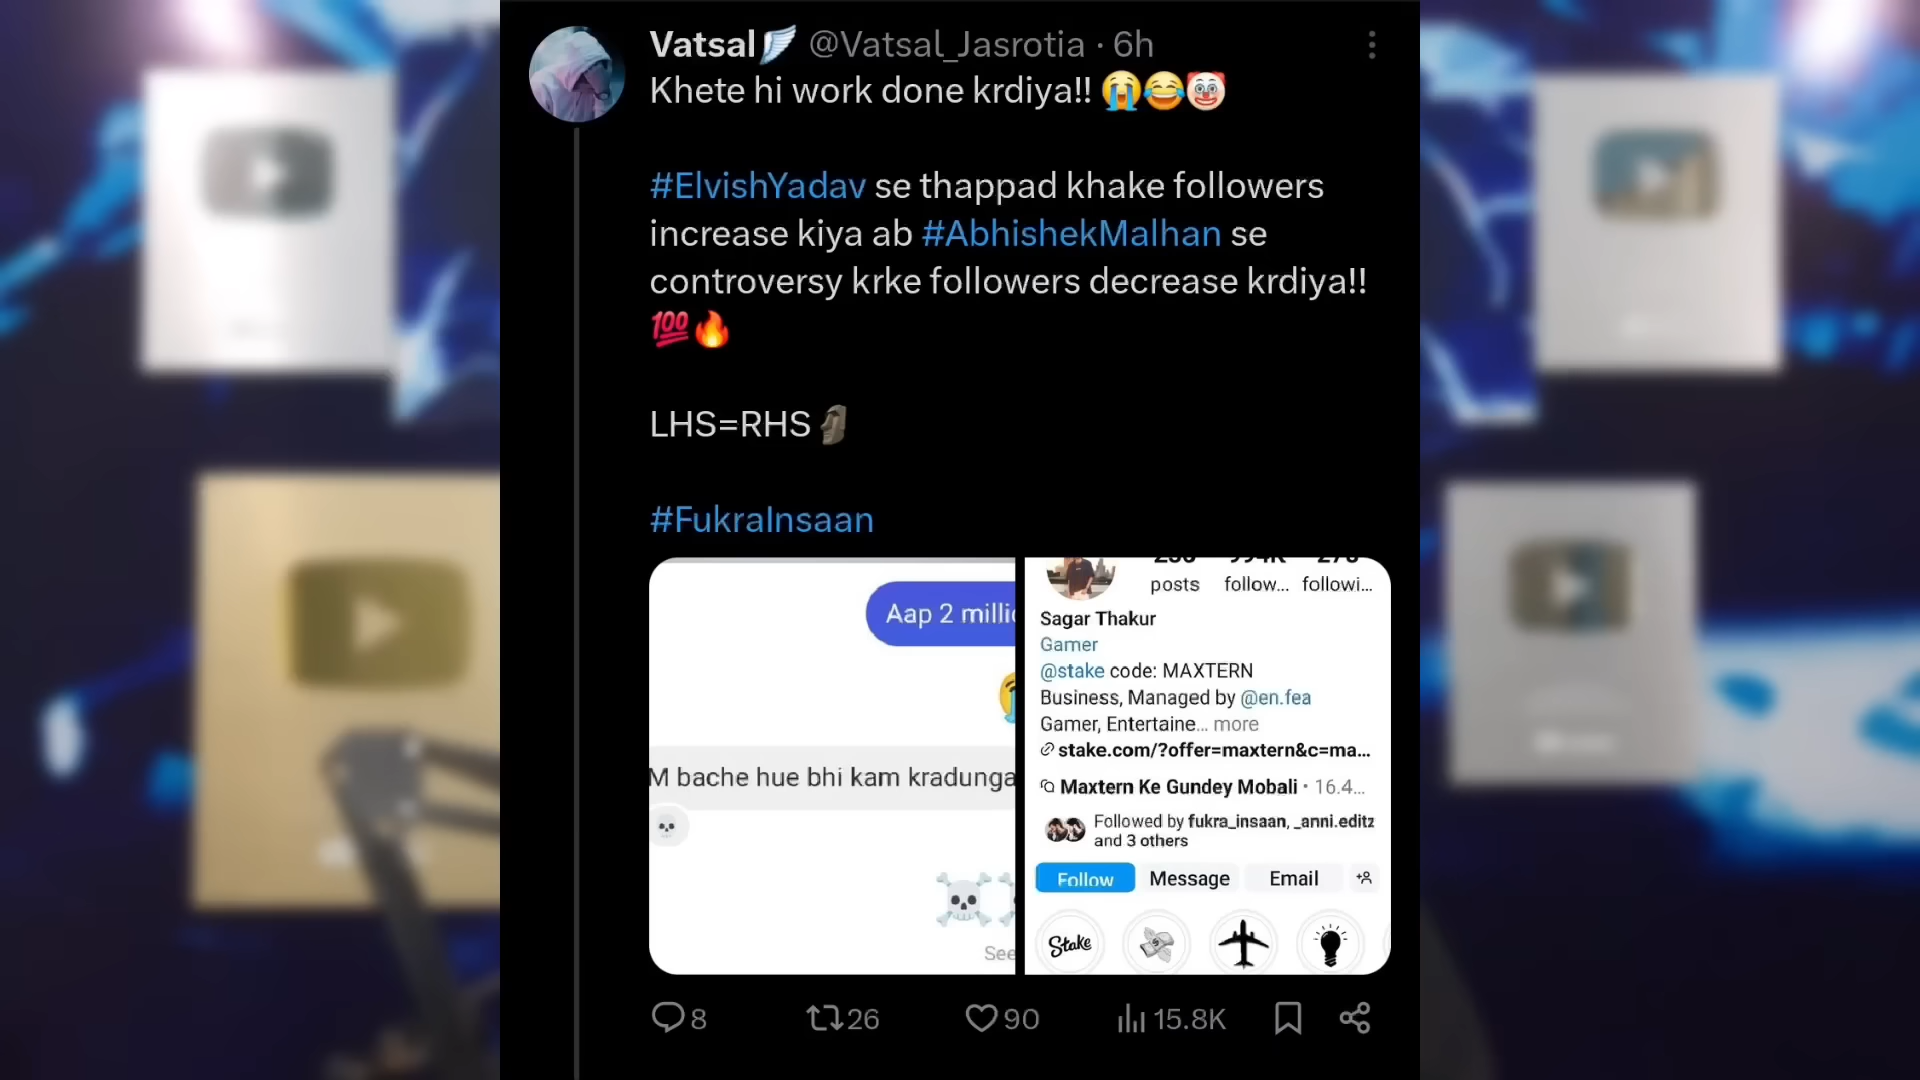 Vatsal🪽 @Vatsal_Jasrotia · 6h
Khete hi work done krdiya!! 😭😂🤡
#ElvishYadav se thappad khake followers
increase kiya ab #AbhishekMalhan se
controversy krke followers decrease krdiya!!
💯🔥
LHS=RHS🗿
#FukraInsaan
Aap 2 milli
M bache hue bhi kam kradunga
See
posts follow... followi...
Sagar Thakur
Gamer
@stake code: MAXTERN
Business, Managed by @en.fea
Gamer, Entertaine... more
stake.com/?offer=maxtern&c=ma...
Maxtern Ke Gundey Mobali · 16.4...
Followed by fukra_insaan, _anni.editz
and 3 others
Follow Message Email
Stake
8 26 90 15.8K